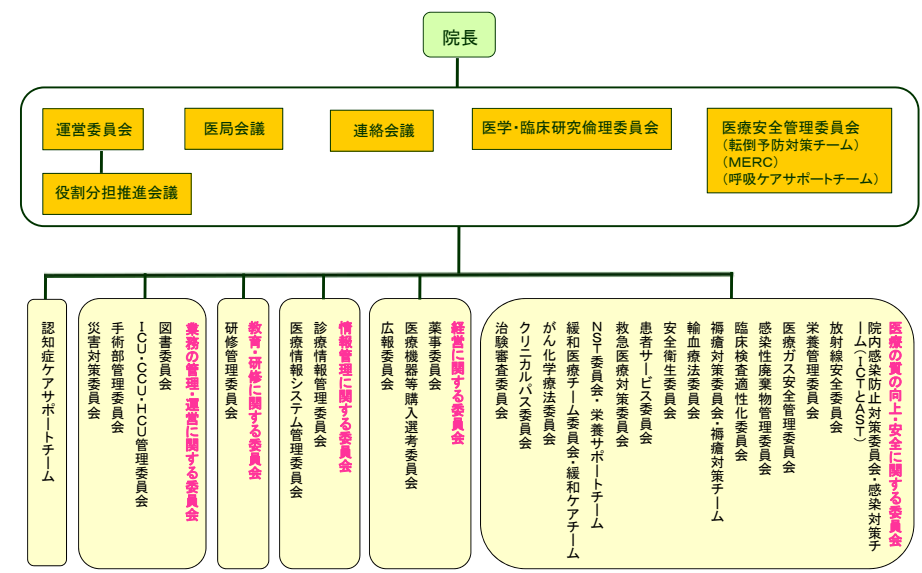 院長
運営委員会
医局会議
連絡会議
医学・臨床研究倫理委員会
医療安全管理委員会
（転倒予防対策チーム）
（MERC）
（呼吸ケアサポートチーム）
役割分担推進会議
認知症ケアサポートチーム
業務の管理・運営に関する委員会
図書委員会
ICU・CCU・HCU管理委員会
手術部管理委員会
災害対策委員会
教育・研修に関する委員会
研修管理委員会
情報管理に関する委員会
診療情報管理委員会
医療情報システム管理委員会
経営に関する委員会
薬事委員会
医療機器等購入選考委員会
広報委員会
医療の質の向上・安全に関する委員会
院内感染防止対策委員会・感染対策チ
ーム（ICTとAST）
放射線安全委員会
栄養管理委員会
医療ガス安全管理委員会
感染性廃棄物管理委員会
臨床検査適性化委員会
褥瘡対策委員会・褥瘡対策チーム
輸血療法委員会
安全衛生委員会
患者サービス委員会
救急医療対策委員会
NST委員会・栄養サポートチーム
緩和医療チーム委員会・緩和ケアチーム
がん化学療法委員会
クリニカルパス委員会
治験審査委員会